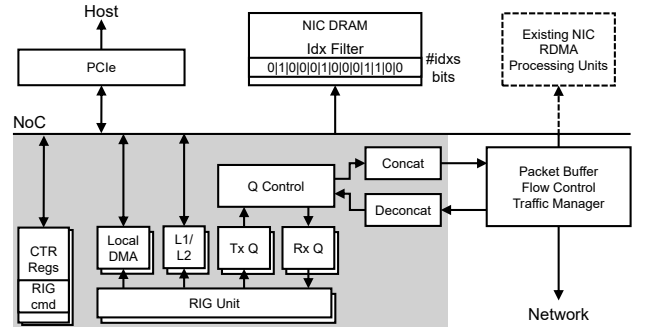 Host
NIC DRAM
Idx Filter
0|1|0|0|0|1|0|0|0|1|1|0|0
#idxs
bits
Existing NIC
RDMA
Processing Units
PCIe
NoC
Concat
Q Control
Deconcat
Packet Buffer
Flow Control
Traffic Manager
CTR
Regs
RIG
cmd
Local
DMA
L1/
L2
Tx Q
Rx Q
RIG Unit
Network